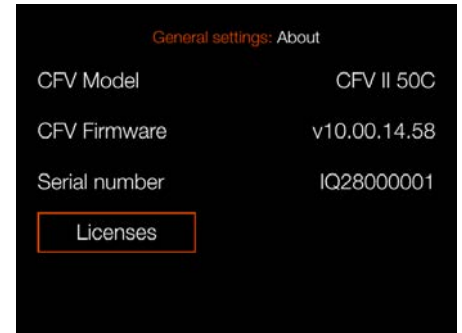 General settings: About
CFV Model CFV II 50C
CFV Firmware v10.00.14.58
Serial number IQ28000001
Licenses